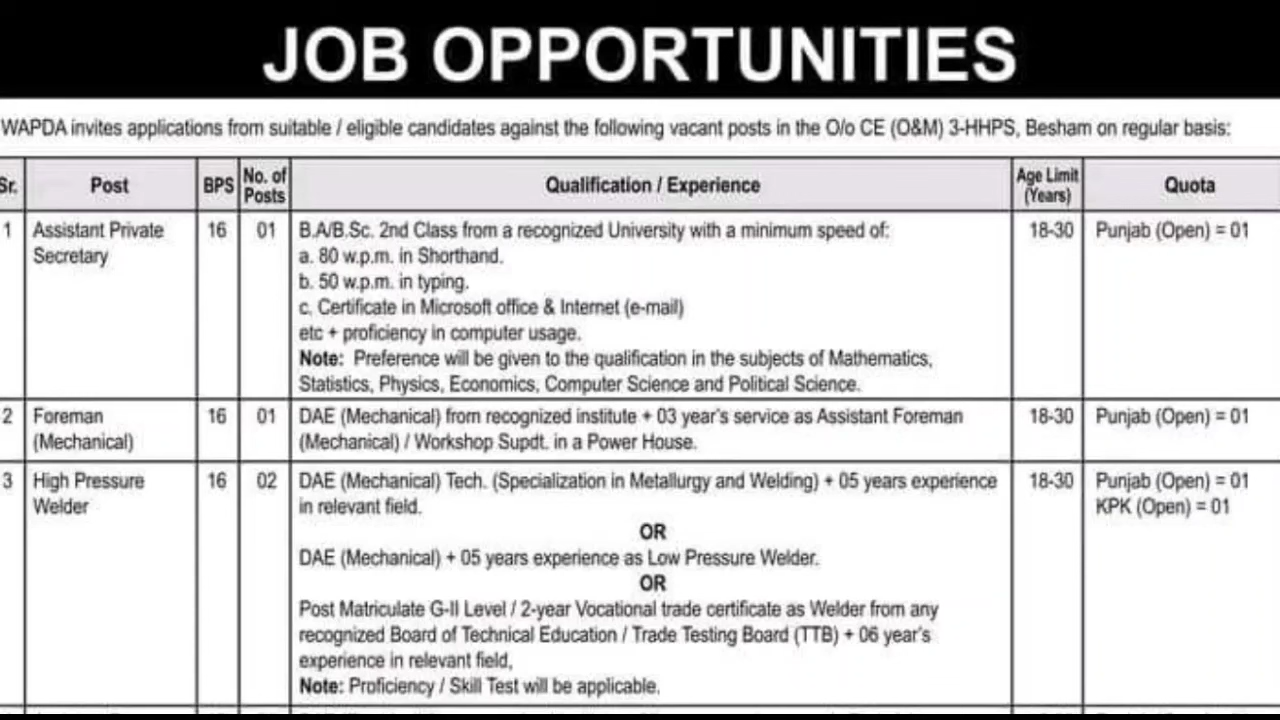 JOB OPPORTUNITIES
WAPDA invites applications from suitable / eligible candidates against the following vacant posts in the O/o CE (O&M) 3-HHPS, Besham on regular basis:
Sr.
Post
BPS
No. of
Posts
Qualification / Experience
Age Limit
(Years)
Quota
1
Assistant Private
Secretary
16
01
B.A/B.Sc. 2nd Class from a recognized University with a minimum speed of:
a. 80 w.p.m. in Shorthand.
b. 50 w.p.m. in typing.
c. Certificate in Microsoft office & Internet (e-mail)
etc + proficiency in computer usage.
Note: Preference will be given to the qualification in the subjects of Mathematics,
Statistics, Physics, Economics, Computer Science and Political Science.
18-30
Punjab (Open) = 01
2
Foreman
(Mechanical)
16
01
DAE (Mechanical) from recognized institute + 03 year's service as Assistant Foreman
(Mechanical) / Workshop Supdt. in a Power House.
18-30
Punjab (Open) = 01
3
High Pressure
Welder
16
02
DAE (Mechanical) Tech. (Specialization in Metallurgy and Welding) + 05 years experience
in relevant field.
OR
DAE (Mechanical) + 05 years experience as Low Pressure Welder.
OR
Post Matriculate G-II Level / 2-year Vocational trade certificate as Welder from any
recognized Board of Technical Education / Trade Testing Board (TTB) + 06 year's
experience in relevant field,
Note: Proficiency / Skill Test will be applicable.
18-30
Punjab (Open) = 01
KPK (Open) = 01